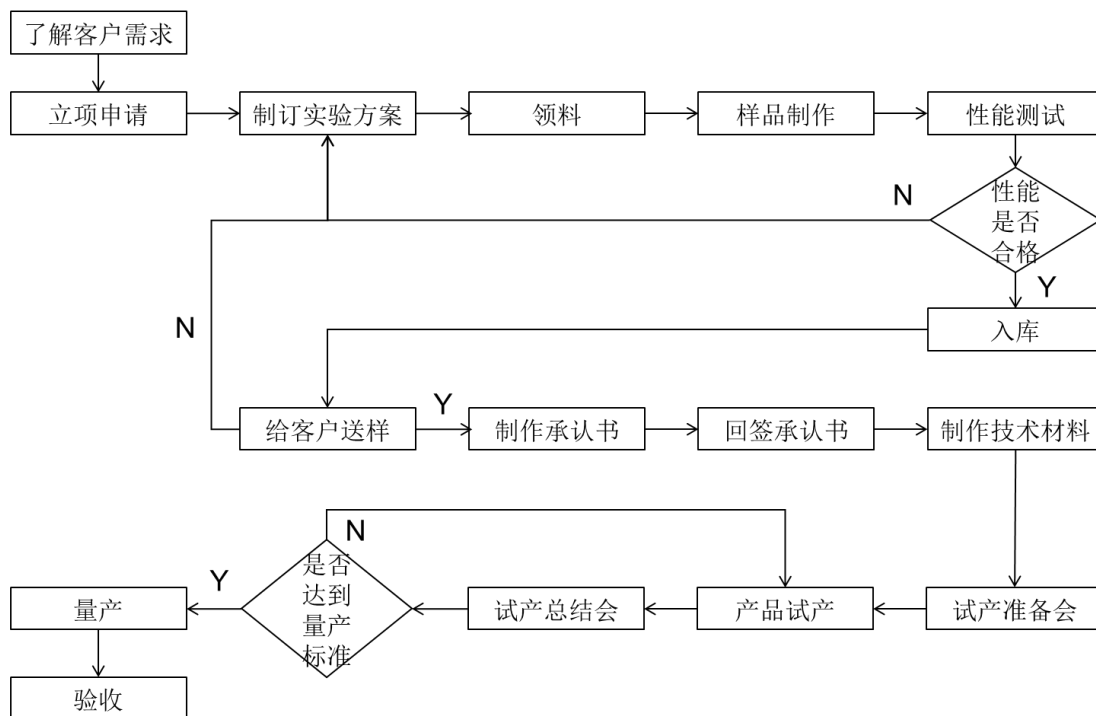 了解客户需求
立项申请
制订实验方案
领料
样品制作
性能测试
N
性能
是否
合格
Y
入库
N
给客户送样
Y
制作承认书
回签承认书
制作技术材料
N
是否
达到
量产
标准
Y
量产
试产总结会
产品试产
试产准备会
验收